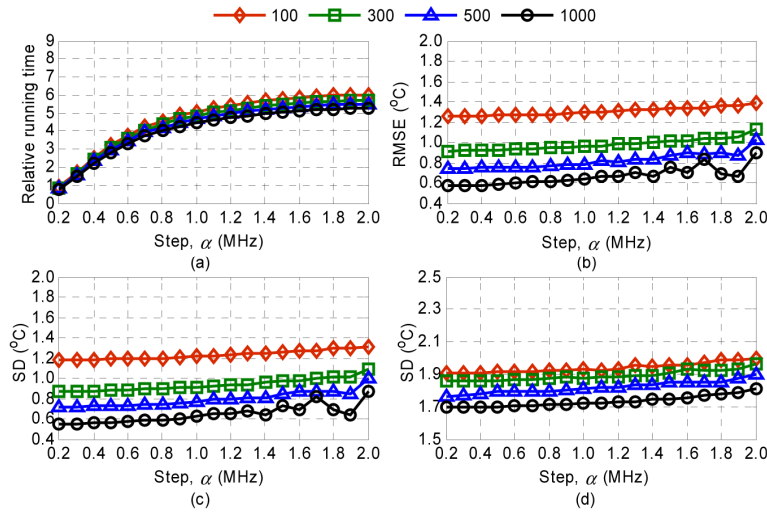 100 300 500 1000
Relative running time
9
8
7
6
5
4
3
2
1
0
0.2 0.4 0.6 0.8 1.0 1.2 1.4 1.6 1.8 2.0
Step, α (MHz)
(a)
RMSE (°C)
2.0
1.8
1.6
1.4
1.2
1.0
0.8
0.6
0.4
0.2 0.4 0.6 0.8 1.0 1.2 1.4 1.6 1.8 2.0
Step, α (MHz)
(b)
SD (°C)
2.0
1.8
1.6
1.4
1.2
1.0
0.8
0.6
0.4
0.2 0.4 0.6 0.8 1.0 1.2 1.4 1.6 1.8 2.0
Step, α (MHz)
(c)
SD (°C)
2.5
2.3
2.1
1.9
1.7
1.5
0.2 0.4 0.6 0.8 1.0 1.2 1.4 1.6 1.8 2.0
Step, α (MHz)
(d)